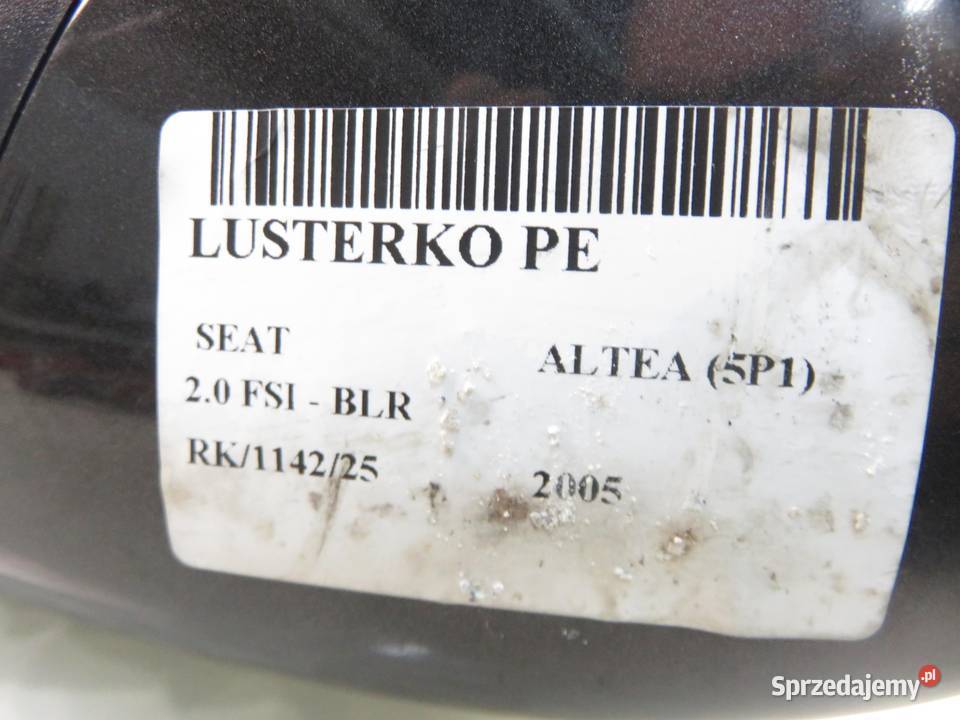 LUSTERKO PE
SEAT
ALTEA (5P1)
2.0 FSI - BLR
RK/1142/25
2005
Sprzedajemy.pl